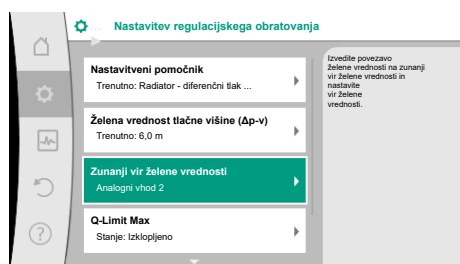 Nastavitev regulacijskega obratovanja
Nastavitveni pomočnik
Trenutno: Radiator - diferenčni tlak ...
Želena vrednost tlačne višine (Δp-v)
Trenutno: 6,0 m
Zunanji vir želene vrednosti
Analogni vhod 2
Q-Limit Max
Stanje: Izklopljeno
Izvedite povezavo
želene vrednosti na zunanji
vir želene vrednosti in
nastavite
vir želene
vrednosti.